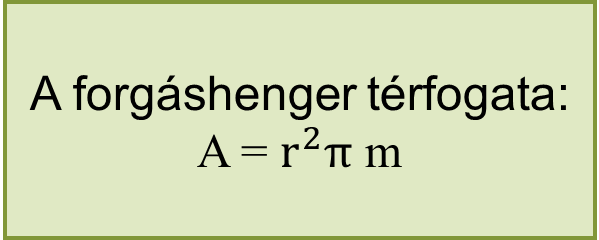 A forgáshenger térfogata:
A = r²π m